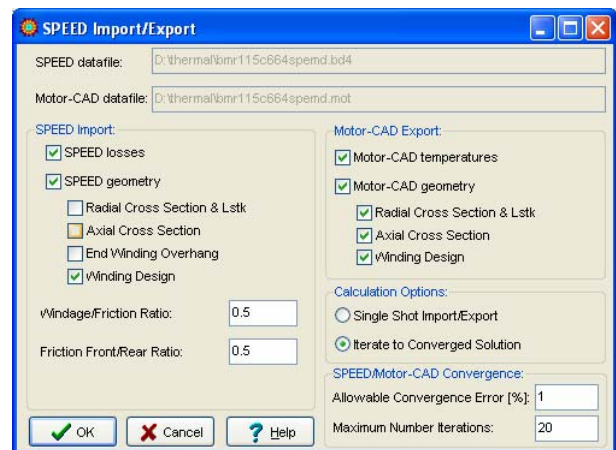 SPEED Import/Export
SPEED datafile: D:\thermal\bmr115c664spemd.bd4
Motor-CAD datafile: D:\thermal\bmr115c664spemd.mot
SPEED Import:
SPEED losses
SPEED geometry
Radial Cross Section & Lstk
Axial Cross Section
End Winding Overhang
Winding Design
Windage/Friction Ratio: 0.5
Friction Front/Rear Ratio: 0.5
Motor-CAD Export:
Motor-CAD temperatures
Motor-CAD geometry
Radial Cross Section & Lstk
Axial Cross Section
Winding Design
Calculation Options:
Single Shot Import/Export
Iterate to Converged Solution
SPEED/Motor-CAD Convergence:
Allowable Convergence Error [%]: 1
Maximum Number Iterations: 20
OK Cancel Help